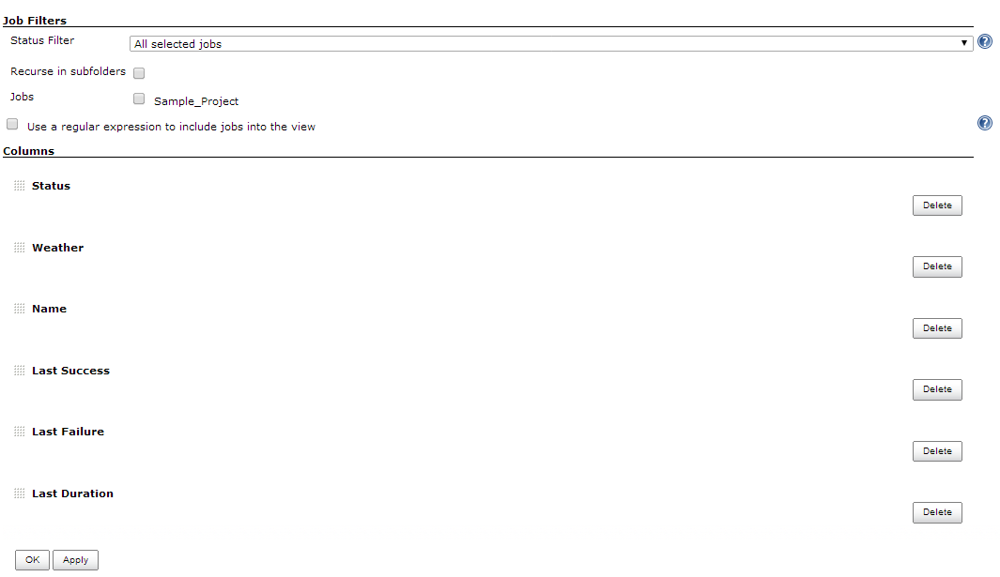 Job Filters
Status Filter
All selected jobs
?
Recurse in subfolders
Jobs
Sample_Project
Use a regular expression to include jobs into the view
?
Columns
Status
Delete
Weather
Delete
Name
Delete
Last Success
Delete
Last Failure
Delete
Last Duration
Delete
OK Apply